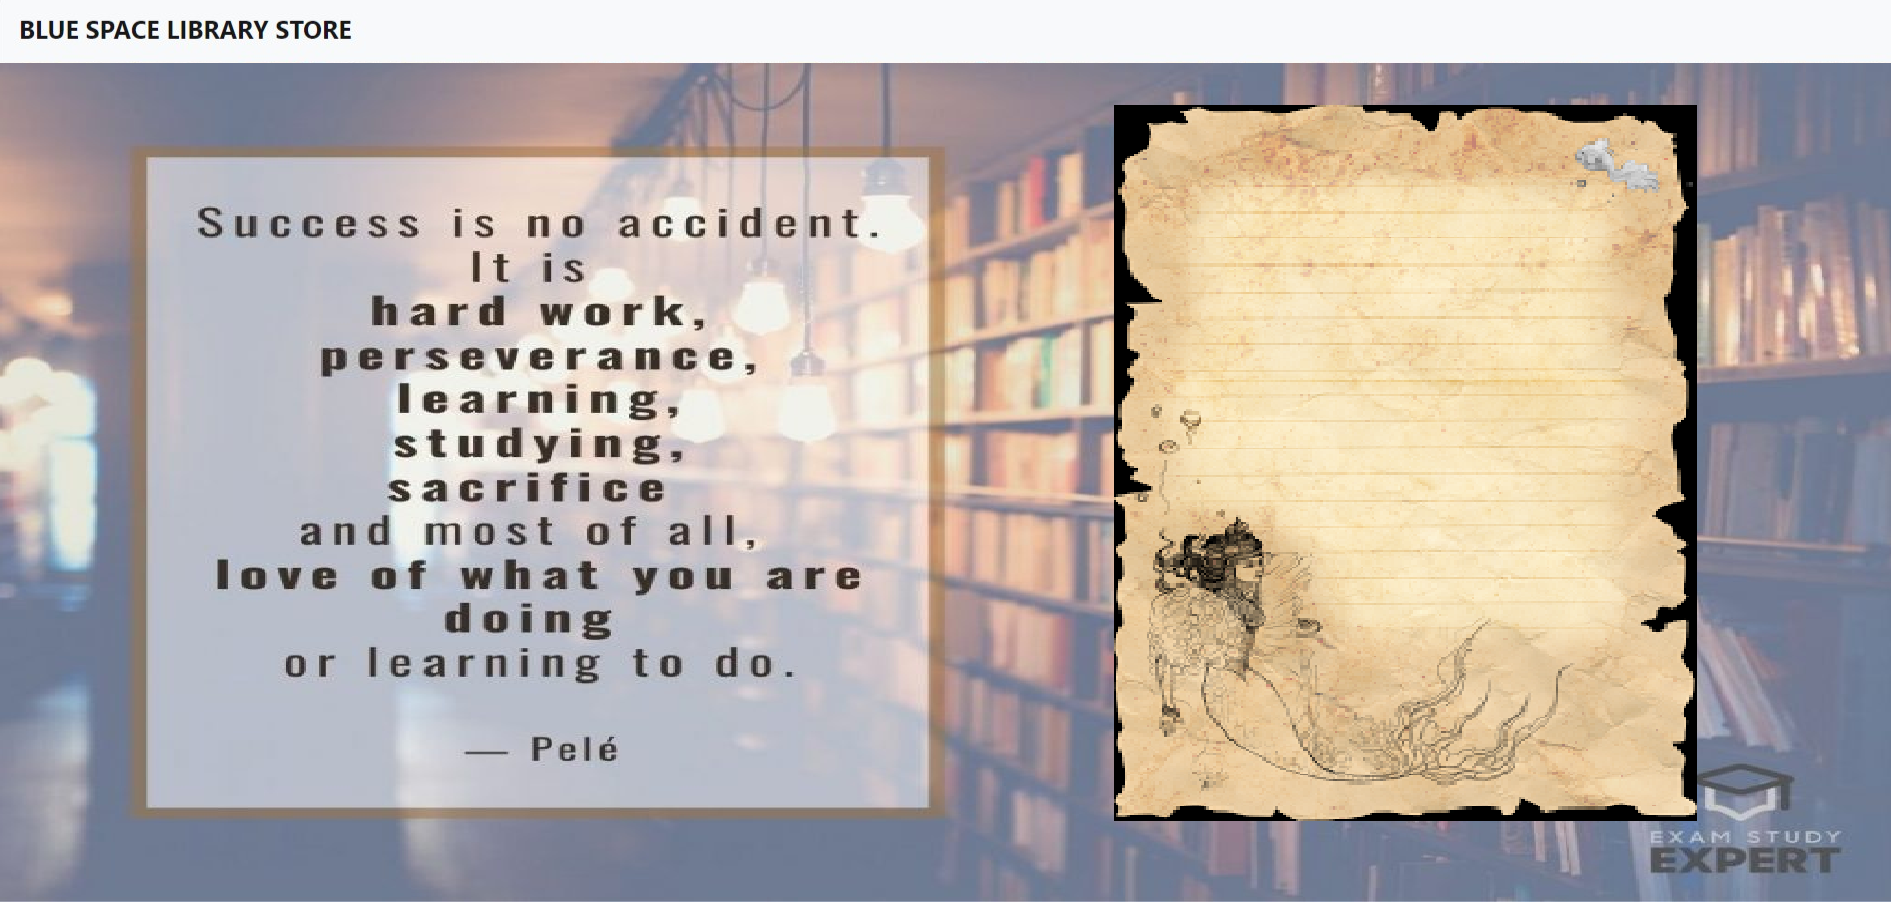 BLUE SPACE LIBRARY STORE
Success is no accident.
It is
hard work,
perseverance,
learning,
studying,
sacrifice
and most of all,
love of what you are
doing
or learning to do.
— Pelé
EXAM STUDY
EXPERT